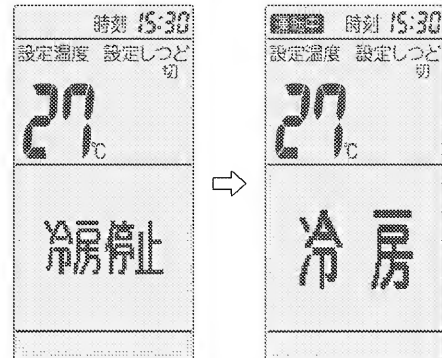 時刻 15:30
設定温度 設定しつど
切
27℃
冷房停止
時刻 15:30
設定温度 設定しつど
切
27℃
冷房